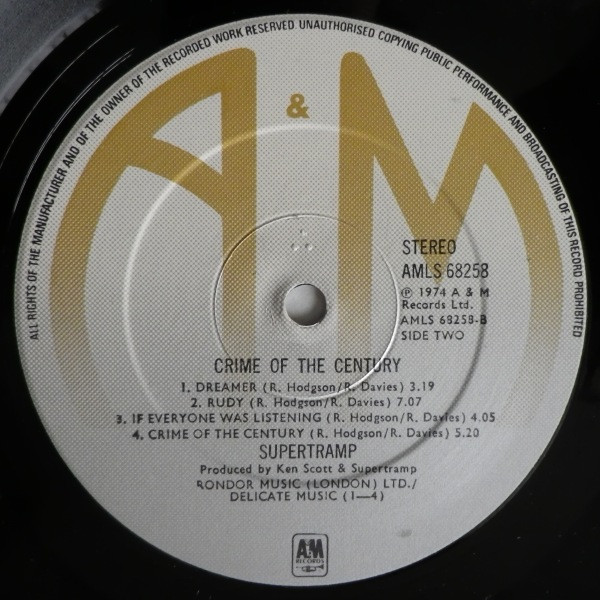 ALL RIGHTS OF THE MANUFACTURER AND OF THE OWNER OF THE RECORDED WORK RESERVED UNAUTHORISED COPYING PUBLIC PERFORMANCE AND BROADCASTING OF THIS RECORD PROHIBITED
A & M
STEREO
AMLS 68258
℗ 1974 A & M
Records Ltd.
AMLS 68258-B
SIDE TWO
CRIME OF THE CENTURY
1. DREAMER (R. Hodgson/R. Davies) 3.19
2. RUDY (R. Hodgson/R. Davies) 7.07
3. IF EVERYONE WAS LISTENING (R. Hodgson/R. Davies) 4.05
4. CRIME OF THE CENTURY (R. Hodgson/R. Davies) 5.20
SUPERTRAMP
Produced by Ken Scott & Supertramp
RONDOR MUSIC (LONDON) LTD./
DELICATE MUSIC (1—4)
A&M
RECORDS